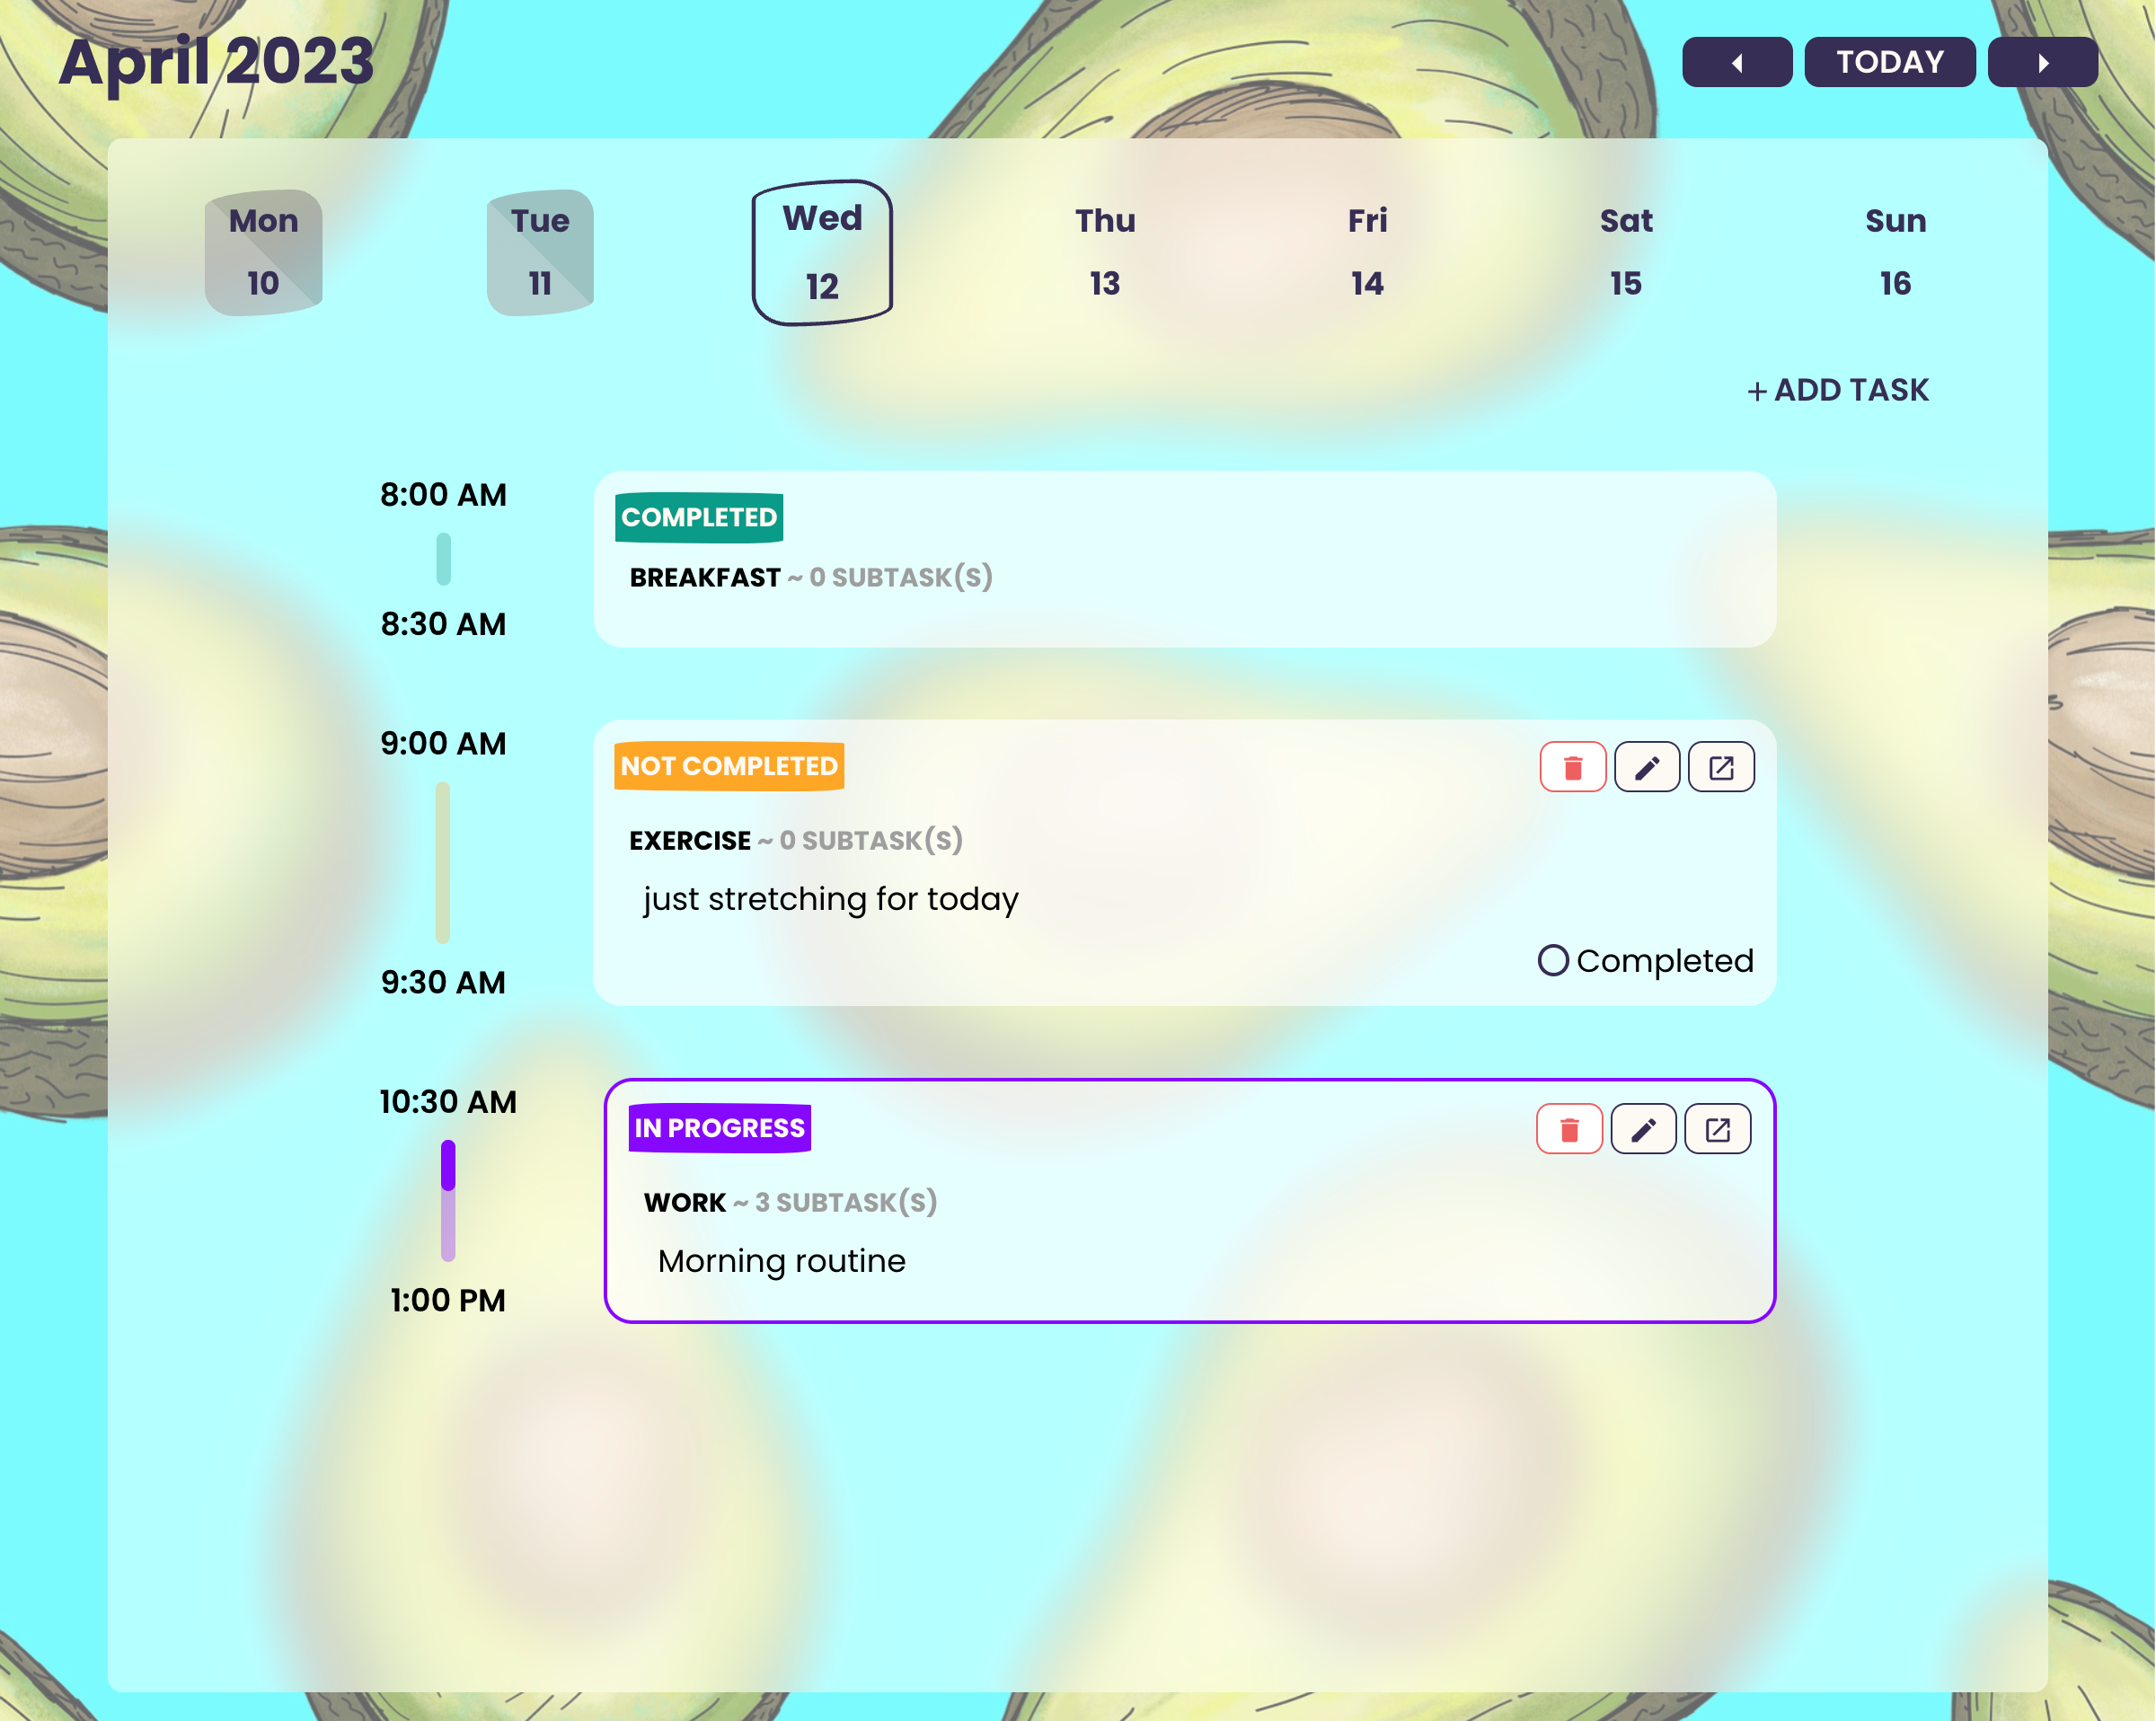 April 2023
TODAY
Mon Tue Wed Thu Fri Sat Sun
10 11 12 13 14 15 16
+ ADD TASK
8:00 AM
COMPLETED
BREAKFAST ~ 0 SUBTASK(S)
8:30 AM
9:00 AM
NOT COMPLETED
EXERCISE ~ 0 SUBTASK(S)
just stretching for today
Completed
9:30 AM
10:30 AM
IN PROGRESS
WORK ~ 3 SUBTASK(S)
Morning routine
1:00 PM